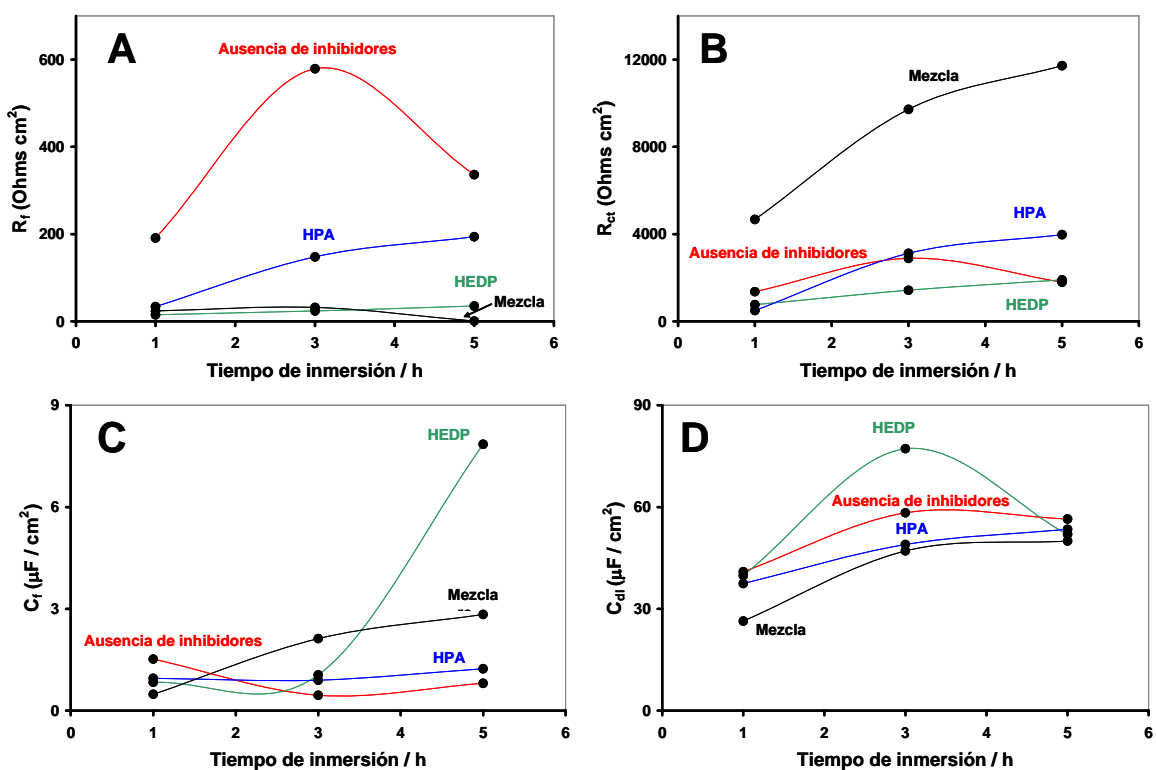 A
Ausencia de inhibidores
HPA
HEDP
Mezcla
600
400
200
0
R_f (Ohms cm²)
0 1 2 3 4 5 6
Tiempo de inmersión / h
B
Mezcla
HPA
Ausencia de inhibidores
HEDP
12000
8000
4000
0
R_ct (Ohms cm²)
0 1 2 3 4 5 6
Tiempo de inmersión / h
C
HEDP
Mezcla
Ausencia de inhibidores
HPA
9
6
3
0
C_f (µF / cm²)
0 1 2 3 4 5 6
Tiempo de inmersión / h
D
HEDP
Ausencia de inhibidores
HPA
Mezcla
90
60
30
0
C_dl (µF / cm²)
0 1 2 3 4 5 6
Tiempo de inmersión / h